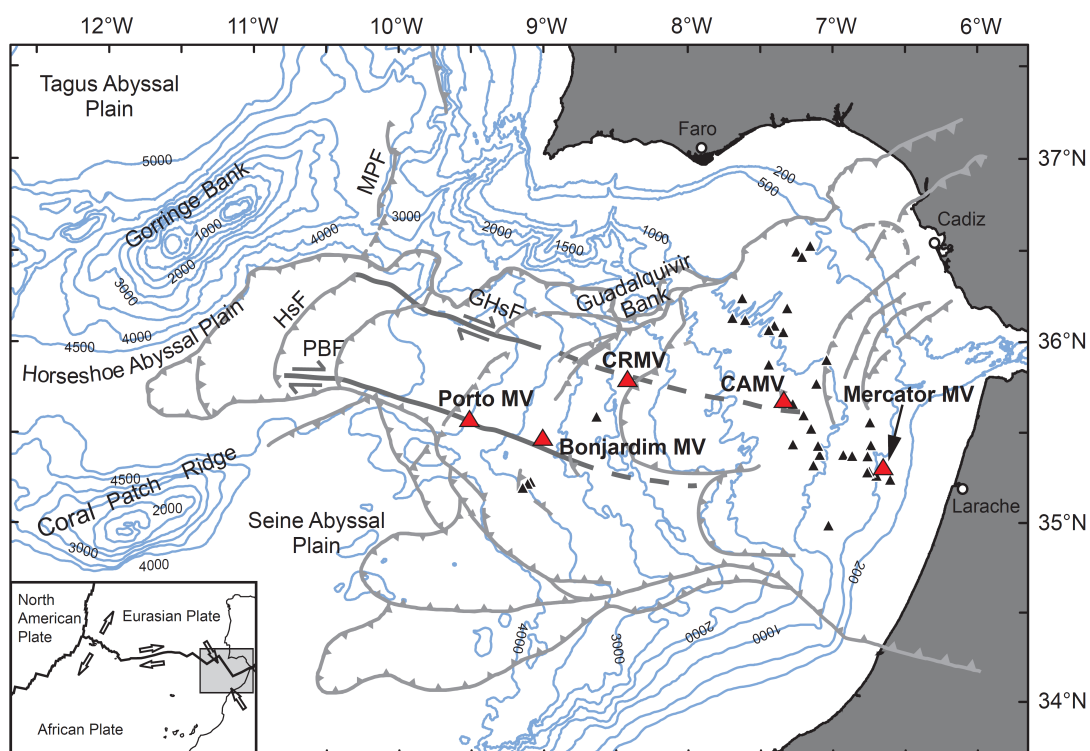 12°W
11°W
10°W
9°W
8°W
7°W
6°W
Tagus Abyssal
Plain
Faro
5000
MPF
200
500
37°N
Gorringe Bank
1000
2000
3000
4000
3000
2000
1500
1000
Cadiz
Guadalquivir
Bank
GHsF
HsF
4000
4500
Horseshoe Abyssal Plain
PBF
36°N
CRMV
CAMV
Mercator MV
Porto MV
Bonjardim MV
4500
Coral Patch Ridge
2000
3000
4000
Seine Abyssal
Plain
Larache
35°N
200
North
American
Plate
Eurasian Plate
African Plate
4000
3000
2000
1000
34°N